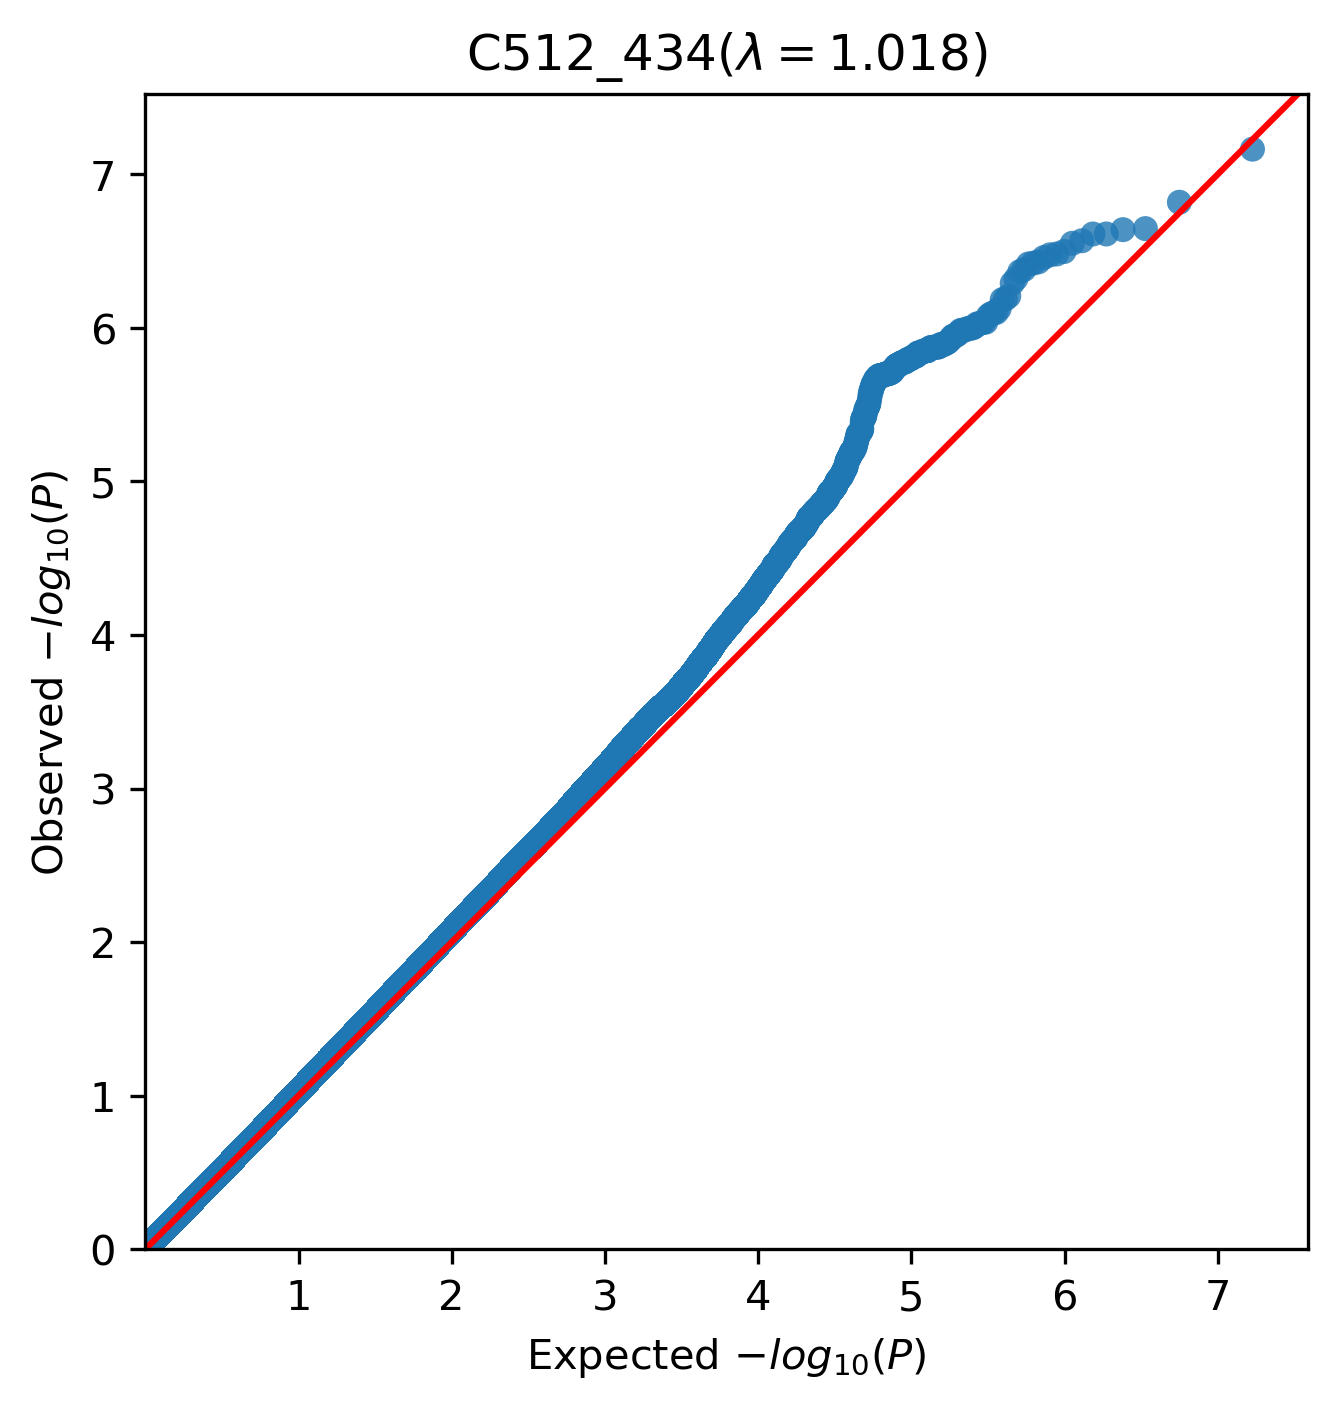 C512_434(λ = 1.018)
Observed −log₁₀(P)
7
6
5
4
3
2
1
0
1 2 3 4 5 6 7
Expected −log₁₀(P)